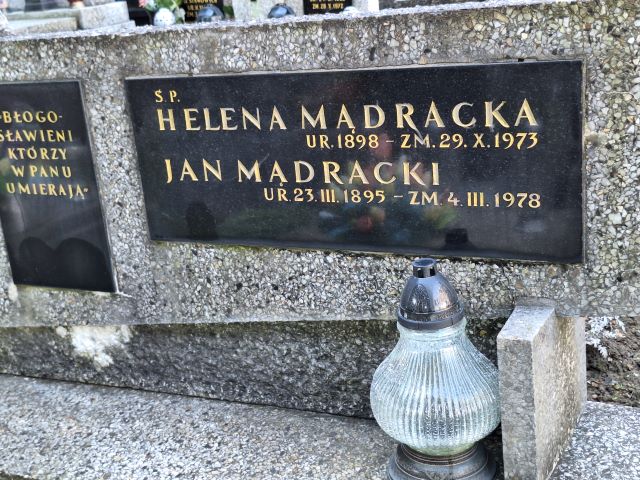 "BŁOGO-
SŁAWIENI
KTÓRZY
W PANU
UMIERAJĄ"
Ś.P.
HELENA MĄDRACKA
UR. 1898 - ZM. 29. X. 1973
JAN MĄDRACKI
UR. 23. III. 1895 - ZM. 4. III. 1978